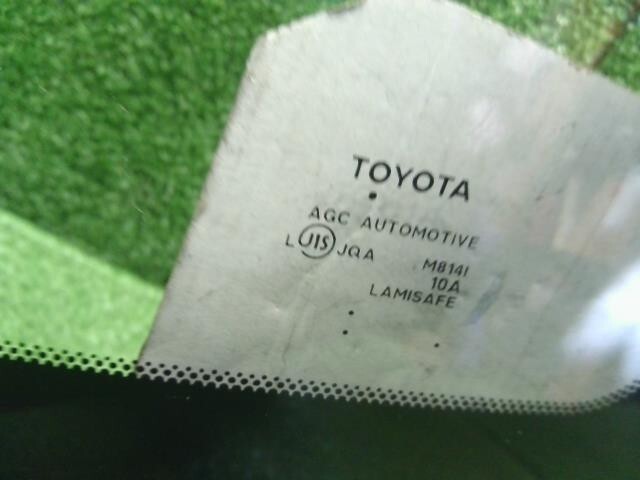 TOYOTA
AGC AUTOMOTIVE
L JIS JQA M8141
10A
LAMISAFE